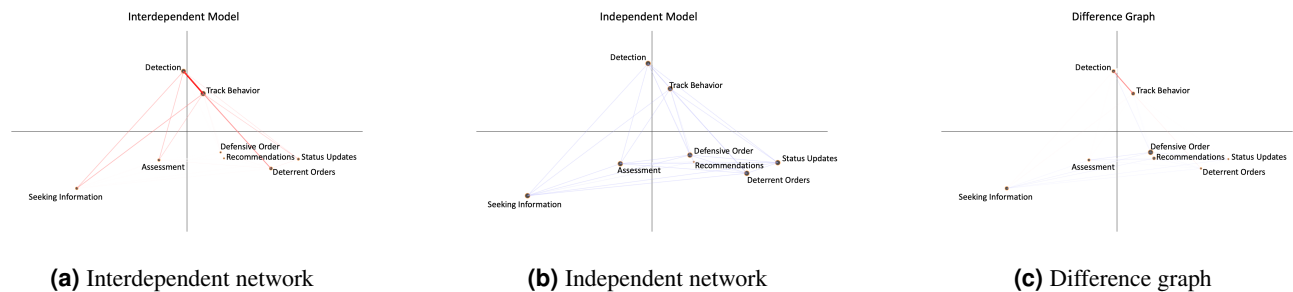 Interdependent Model
Detection
Track Behavior
Defensive Order
Recommendations
Status Updates
Assessment
Deterrent Orders
Seeking Information
(a) Interdependent network
Independent Model
Detection
Track Behavior
Defensive Order
Status Updates
Recommendations
Assessment
Deterrent Orders
Seeking Information
(b) Independent network
Difference Graph
Detection
Track Behavior
Defensive Order
Recommendations
Status Updates
Assessment
Deterrent Orders
Seeking Information
(c) Difference graph